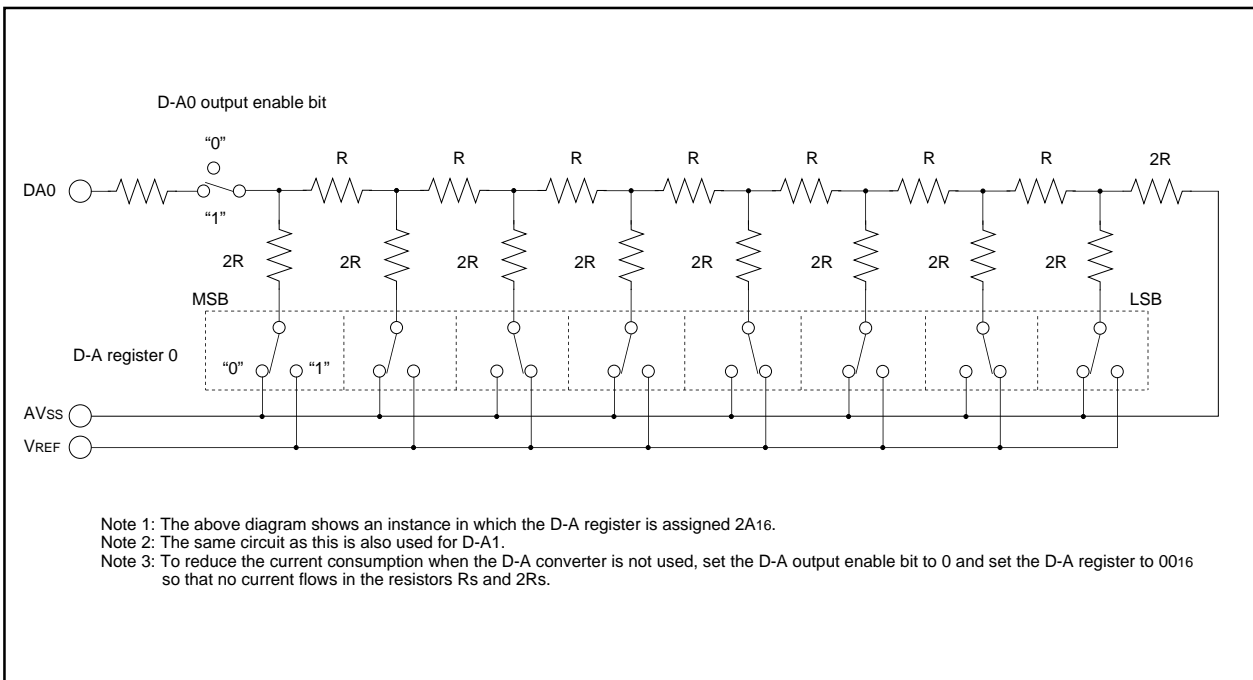 D-A0 output enable bit
“0”
R R R R R R R 2R
DA0
“1”
2R 2R 2R 2R 2R 2R 2R 2R
MSB LSB
D-A register 0
“0” “1”
AVSS
VREF
Note 1: The above diagram shows an instance in which the D-A register is assigned 2A16.
Note 2: The same circuit as this is also used for D-A1.
Note 3: To reduce the current consumption when the D-A converter is not used, set the D-A output enable bit to 0 and set the D-A register to 0016
so that no current flows in the resistors Rs and 2Rs.